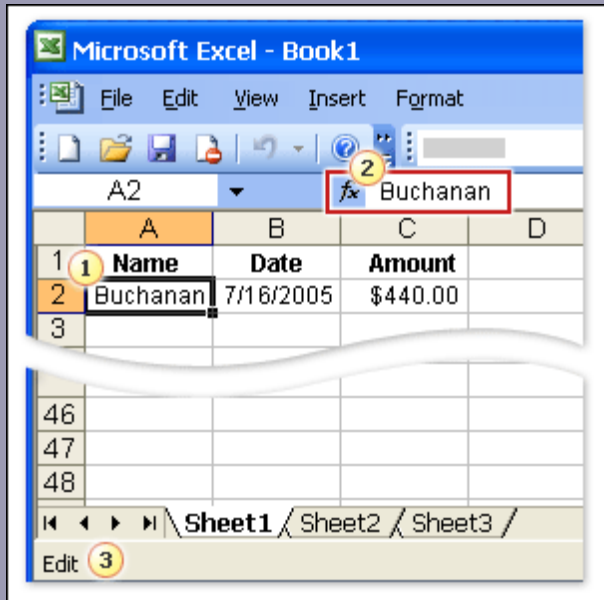 Microsoft Excel - Book1
File Edit View Insert Format
2
A2 fx Buchanan
A B C D
1 1 Name Date Amount
2 Buchanan 7/16/2005 $440.00
3
46
47
48
Sheet1 / Sheet2 / Sheet3 /
Edit 3